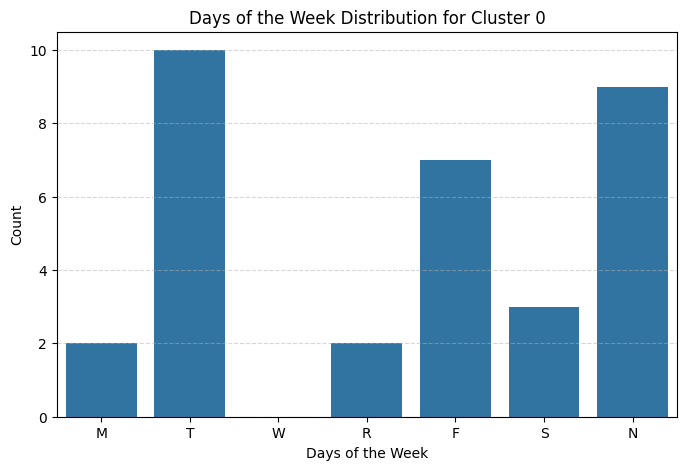 Days of the Week Distribution for Cluster 0
10
8
6
4
2
0
Count
M T W R F S N
Days of the Week